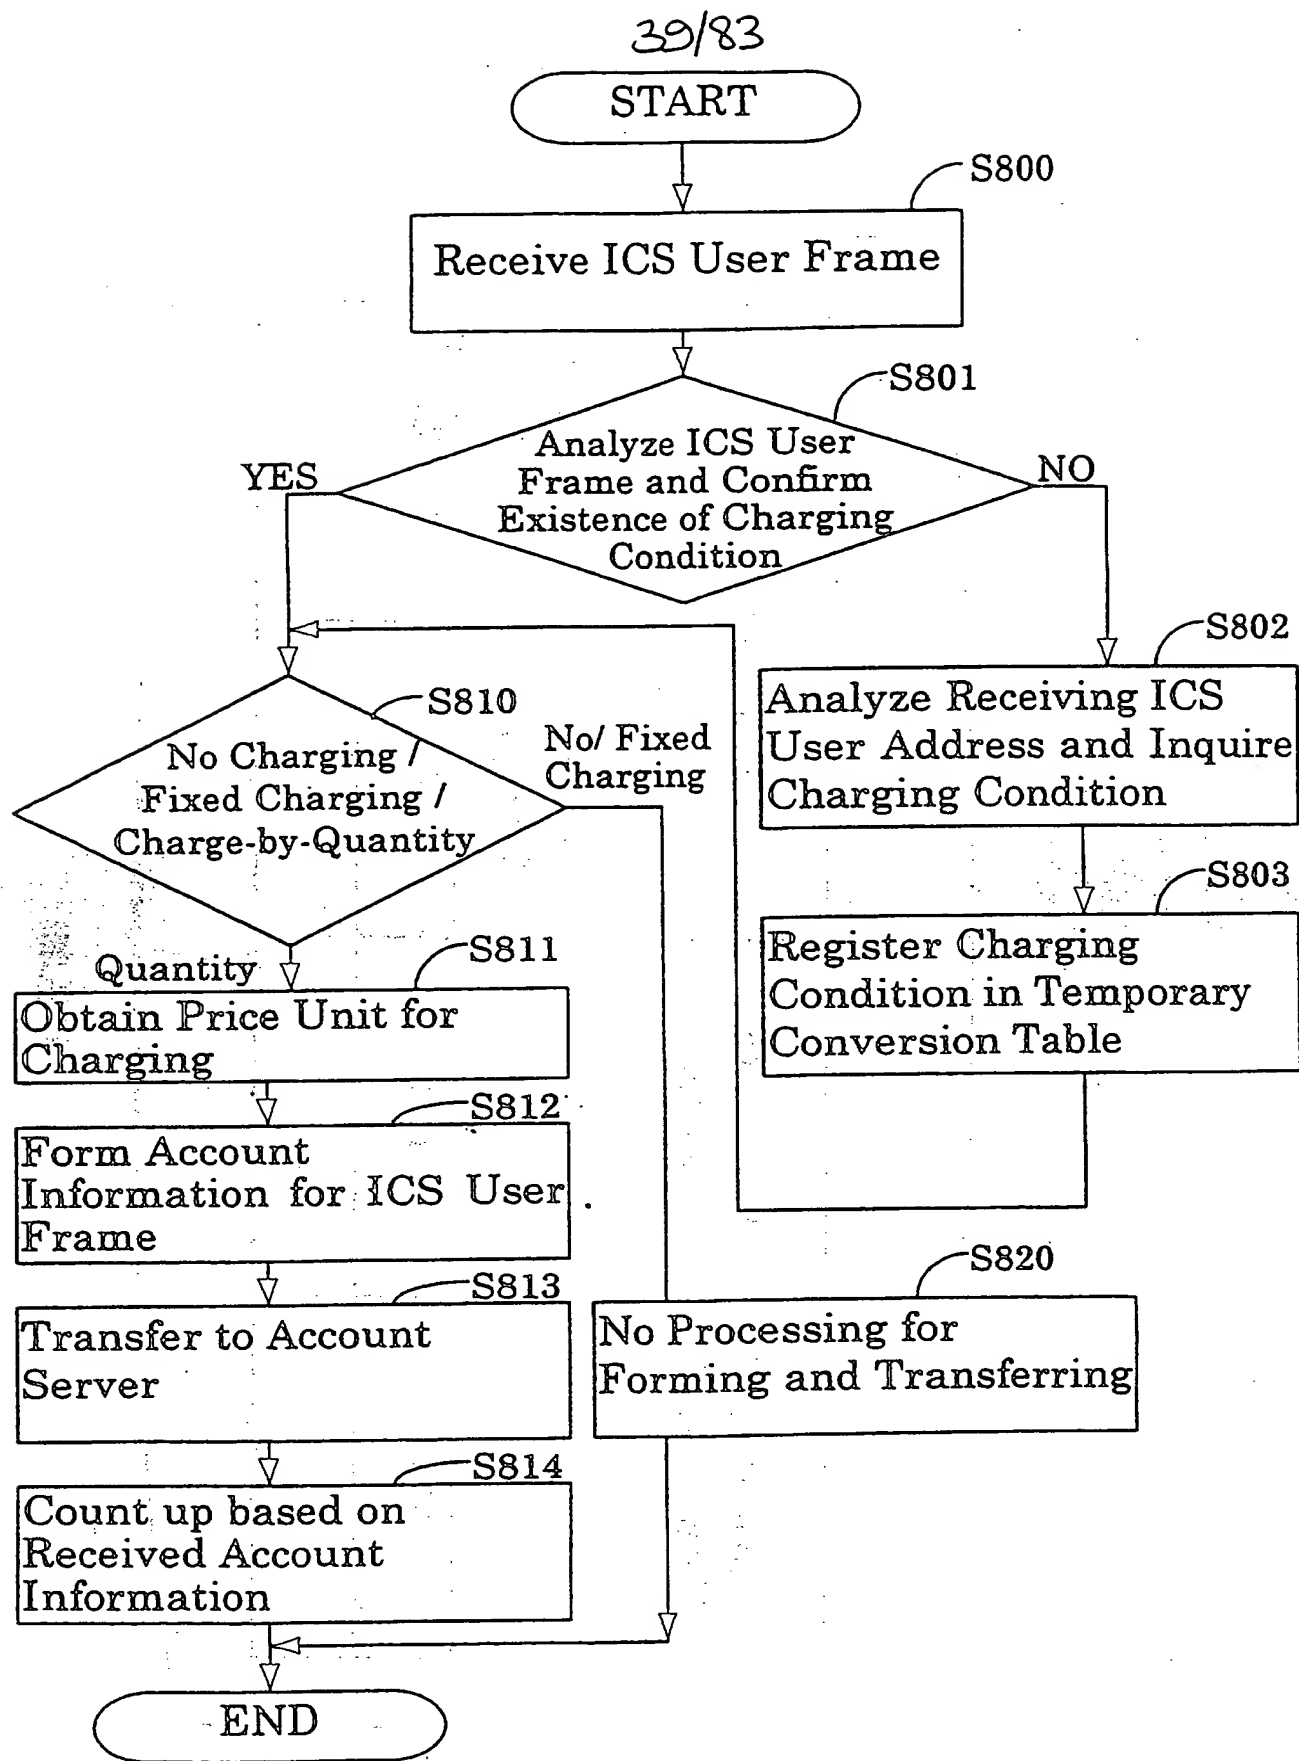 39/83
START
S800
Receive ICS User Frame
S801
Analyze ICS User
Frame and Confirm
Existence of Charging
Condition
YES
NO
S802
Analyze Receiving ICS
User Address and Inquire
Charging Condition
S803
Register Charging
Condition in Temporary
Conversion Table
S810
No Charging /
Fixed Charging /
Charge-by-Quantity
No/ Fixed
Charging
Quantity
S811
Obtain Price Unit for
Charging
S812
Form Account
Information for ICS User
Frame
S813
Transfer to Account
Server
S820
No Processing for
Forming and Transferring
S814
Count up based on
Received Account
Information
END